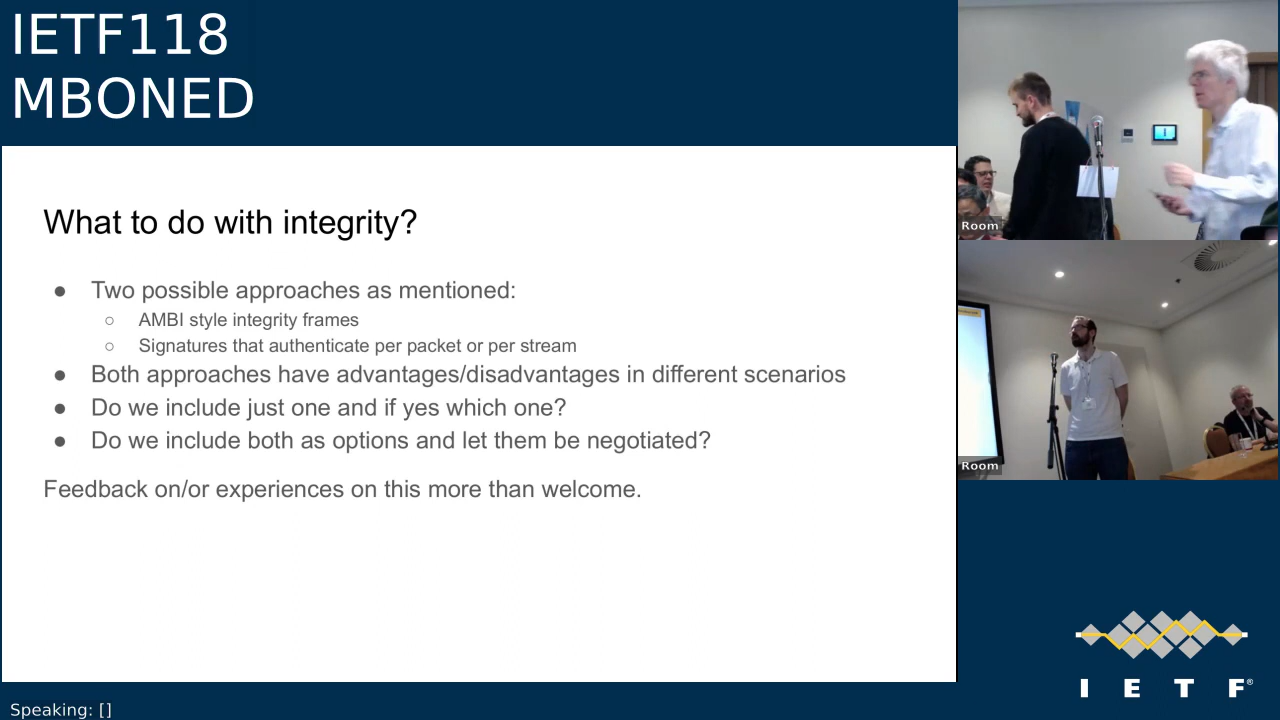 IETF118
MBONED
What to do with integrity?
● Two possible approaches as mentioned:
○ AMBI style integrity frames
○ Signatures that authenticate per packet or per stream
● Both approaches have advantages/disadvantages in different scenarios
● Do we include just one and if yes which one?
● Do we include both as options and let them be negotiated?
Feedback on/or experiences on this more than welcome.
Room
Room
I E T F®
Speaking: []